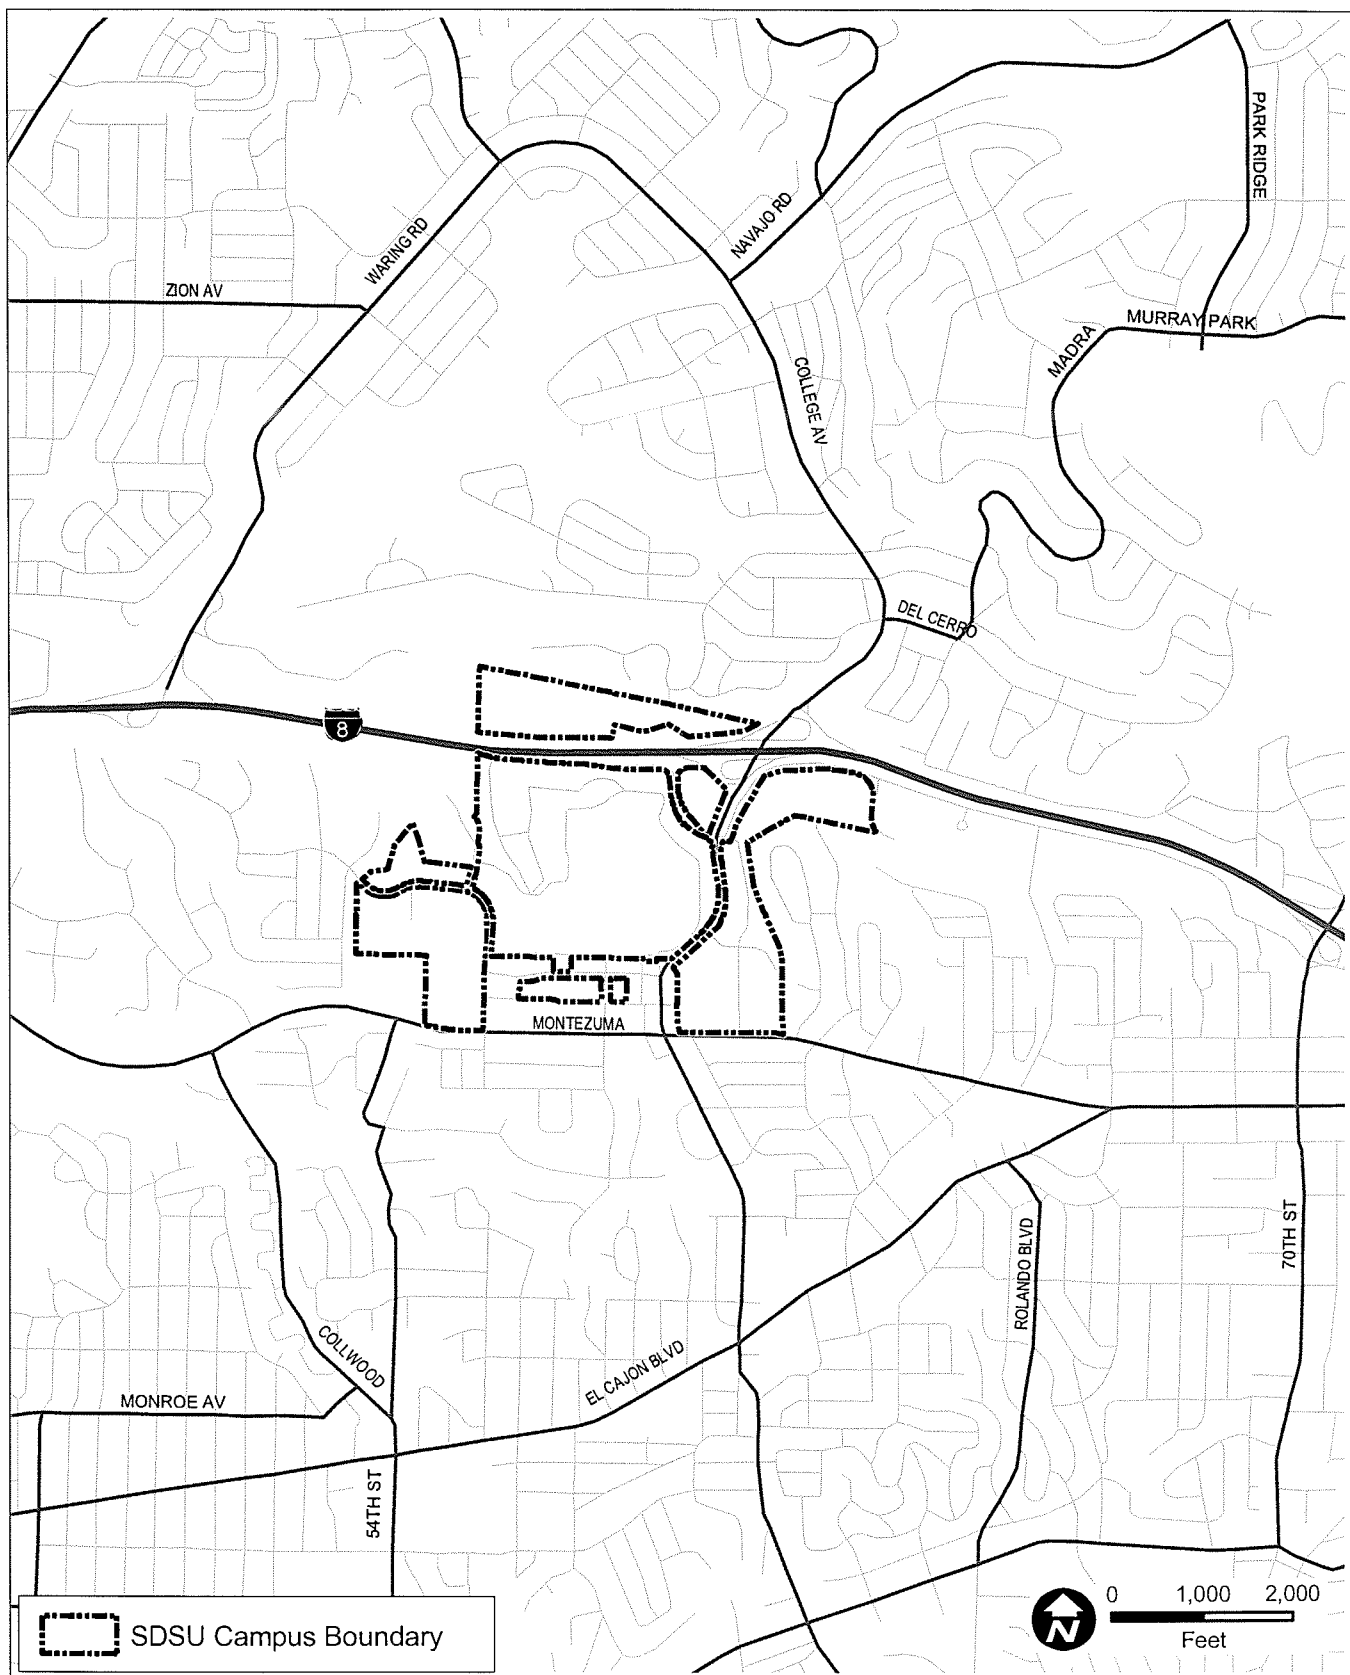 PARK RIDGE
NAVAJO RD
WARING RD
ZION AV
MURRAY PARK
MADRA
COLLEGE AV
DEL CERRO
8
MONTEZUMA
70TH ST
ROLANDO BLVD
COLLWOOD
EL CAJON BLVD
MONROE AV
54TH ST
SDSU Campus Boundary
N
0 1,000 2,000
Feet